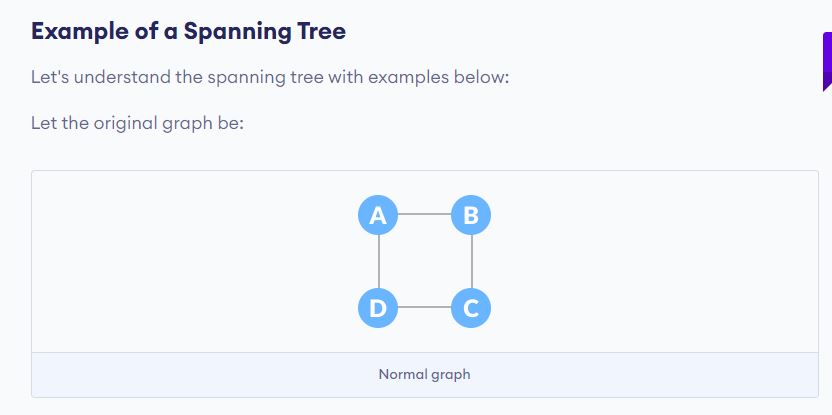 Example of a Spanning Tree
Let's understand the spanning tree with examples below:
Let the original graph be:
A B
D C
Normal graph